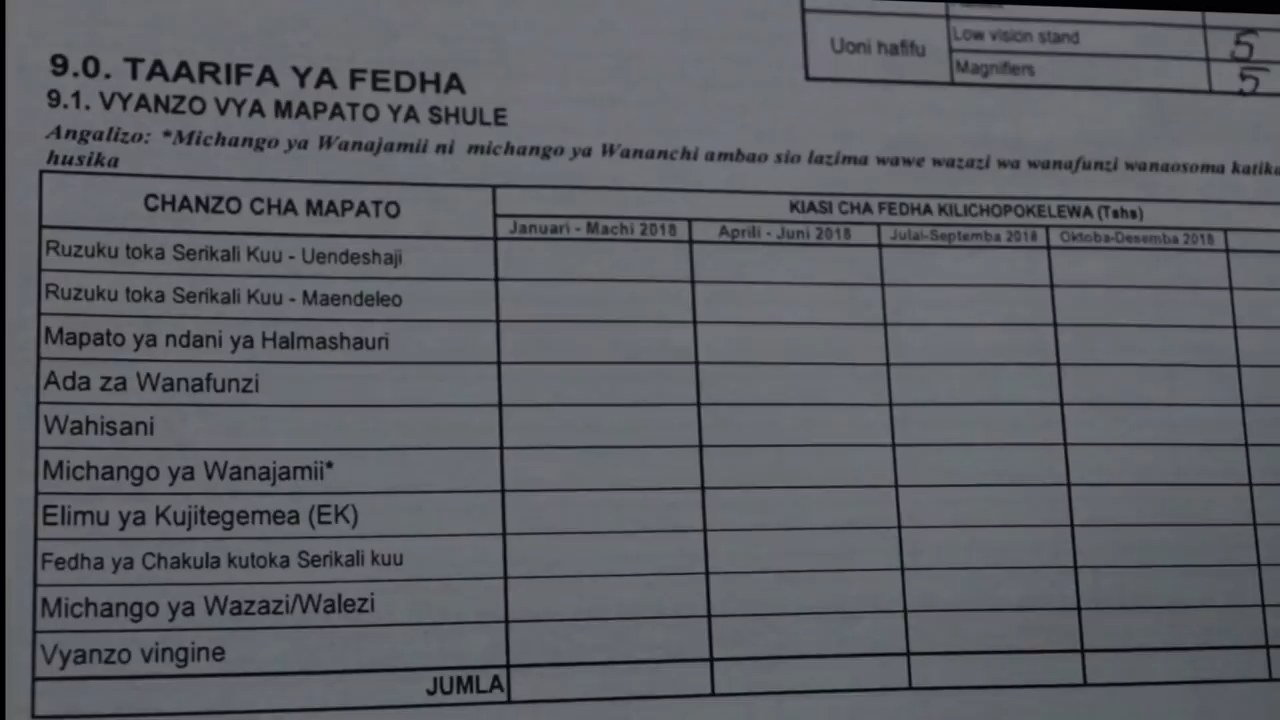 Uoni hafifu
Low vision stand
5
Magnifiers
5
9.0. TAARIFA YA FEDHA
9.1. VYANZO VYA MAPATO YA SHULE
Angalizo: *Michango ya Wanajamii ni michango ya Wananchi ambao sio lazima wawe wazazi wa wanafunzi wanaosoma katika
husika
CHANZO CHA MAPATO
KIASI CHA FEDHA KILICHOPOKELEWA (Tshs)
Januari - Machi 2018
Aprili - Juni 2018
Julai-Septemba 2018
Oktoba-Desemba 2018
Ruzuku toka Serikali Kuu - Uendeshaji
Ruzuku toka Serikali Kuu - Maendeleo
Mapato ya ndani ya Halmashauri
Ada za Wanafunzi
Wahisani
Michango ya Wanajamii*
Elimu ya Kujitegemea (EK)
Fedha ya Chakula kutoka Serikali kuu
Michango ya Wazazi/Walezi
Vyanzo vingine
JUMLA